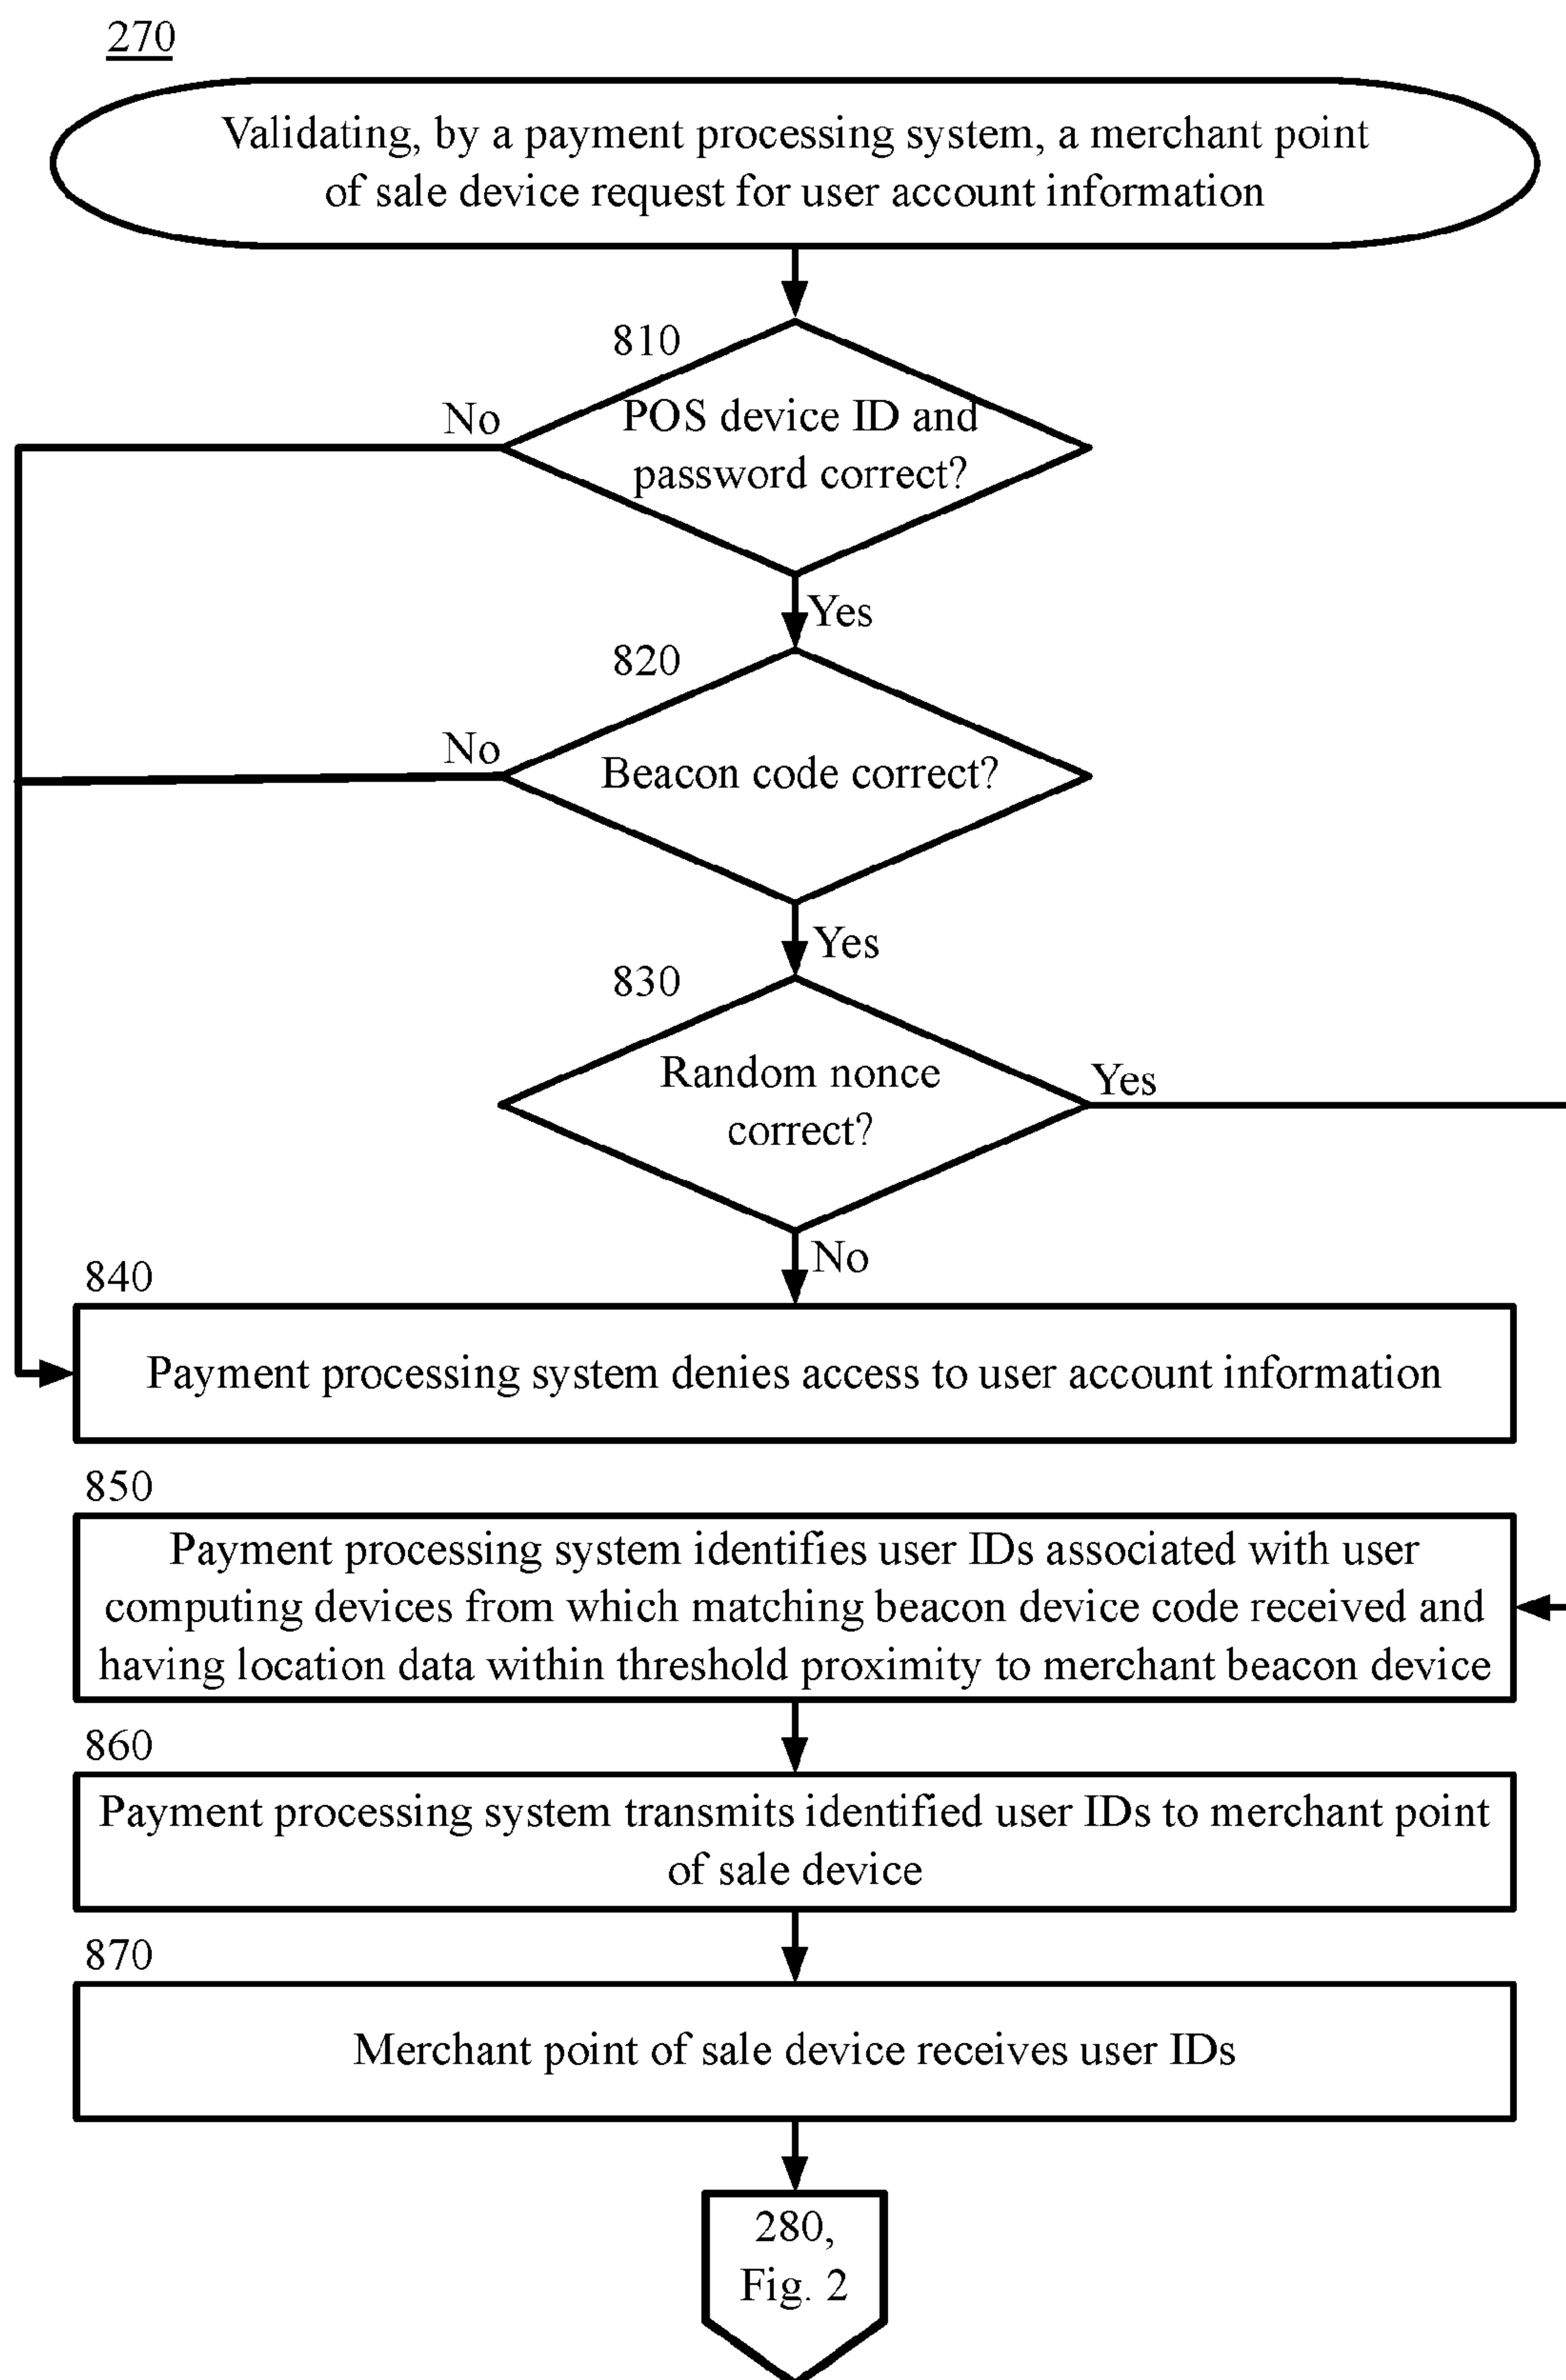 270
Validating, by a payment processing system, a merchant point
of sale device request for user account information
810
No
POS device ID and
password correct?
Yes
820
No
Beacon code correct?
Yes
830
Random nonce
correct?
Yes
No
840
Payment processing system denies access to user account information
850
Payment processing system identifies user IDs associated with user
computing devices from which matching beacon device code received and
having location data within threshold proximity to merchant beacon device
860
Payment processing system transmits identified user IDs to merchant point
of sale device
870
Merchant point of sale device receives user IDs
280,
Fig. 2